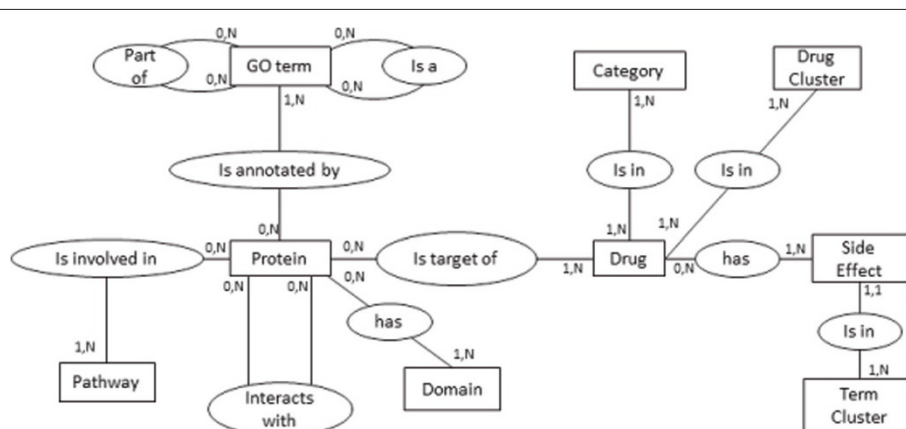 0,N
0,N
Part
of
GO term
Is a
0,N
0,N
1,N
Category
Drug
Cluster
1,N
1,N
Is annotated by
Is in
Is in
0,N
1,N
1,N
Is involved in
0,N
Protein
0,N
Is target of
1,N
Drug
0,N
has
1,N
Side
Effect
0,N
0,N
0,N
1,1
has
Is in
1,N
1,N
1,N
Pathway
Domain
Interacts
with
Term
Cluster